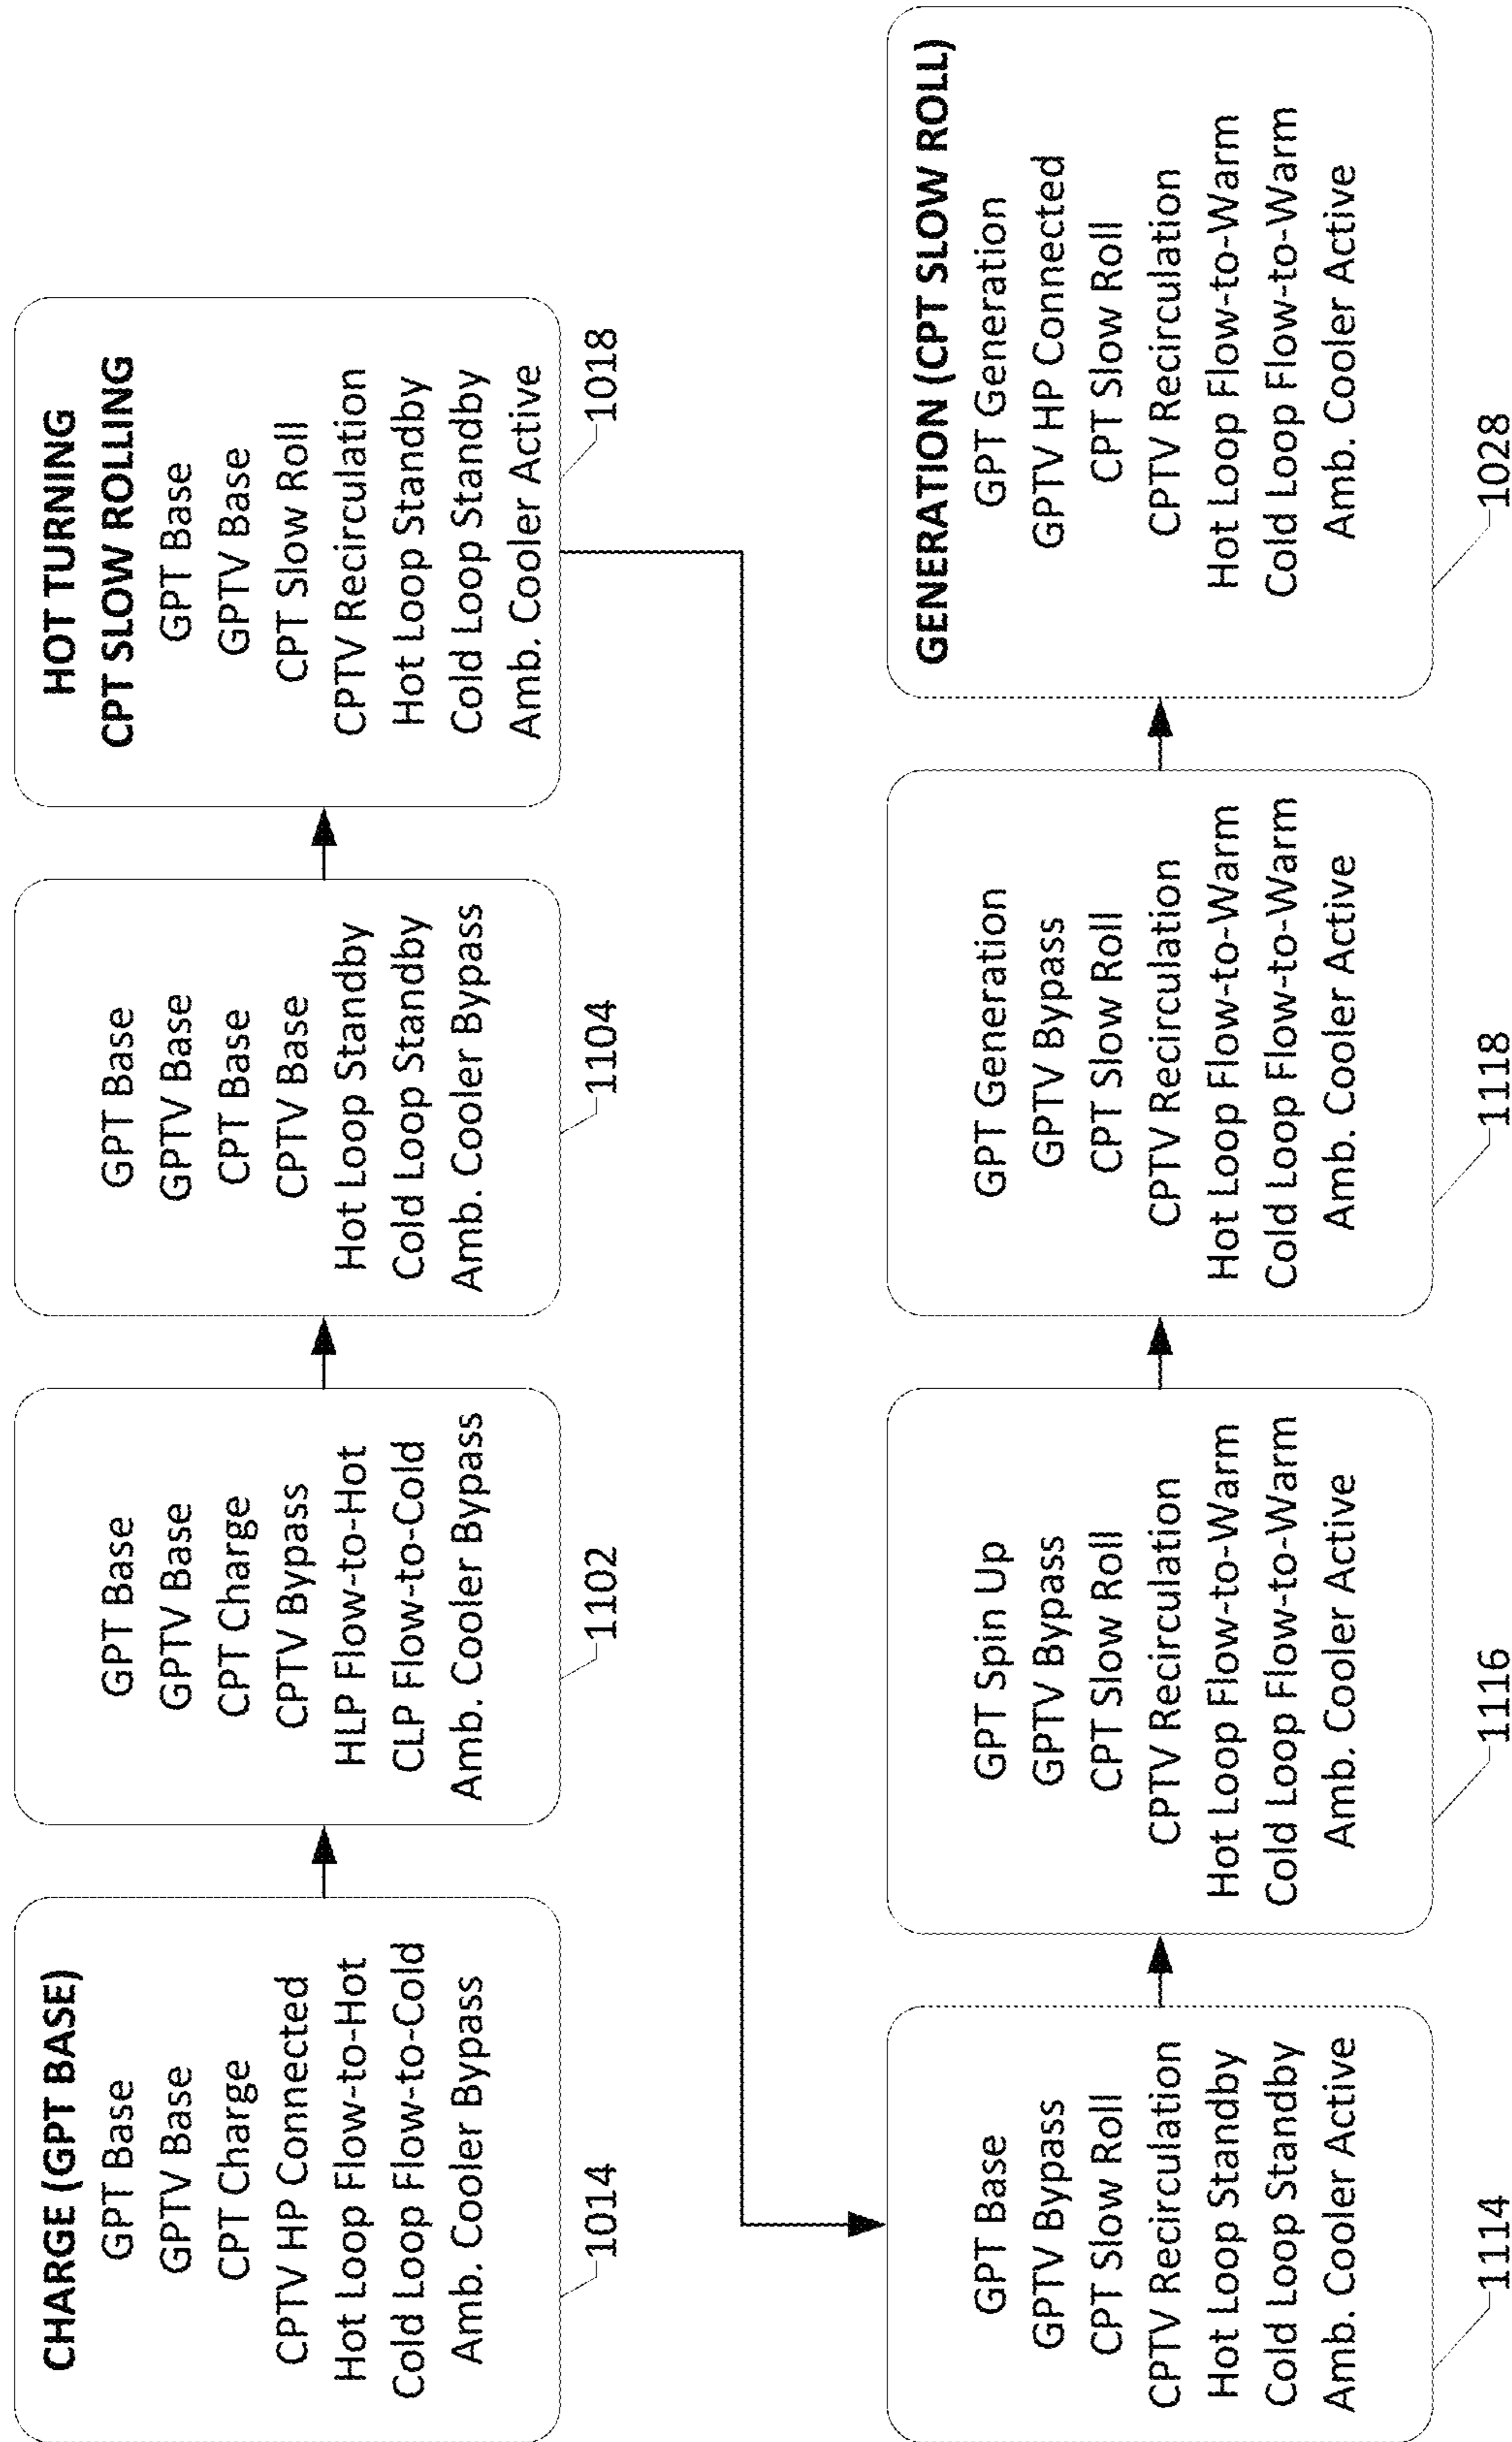 CHARGE (GPT BASE)
GPT Base
GPTV Base
CPT Charge
CPTV HP Connected
Hot Loop Flow-to-Hot
Cold Loop Flow-to-Cold
Amb. Cooler Bypass
1014
GPT Base
GPTV Base
CPT Charge
CPTV Bypass
HLP Flow-to-Hot
CLP Flow-to-Cold
Amb. Cooler Bypass
1102
GPT Base
GPTV Base
CPT Base
CPTV Base
Hot Loop Standby
Cold Loop Standby
Amb. Cooler Bypass
1104
HOT TURNING
CPT SLOW ROLLING
GPT Base
GPTV Base
CPT Slow Roll
CPTV Recirculation
Hot Loop Standby
Cold Loop Standby
Amb. Cooler Active
1018
GPT Base
GPTV Bypass
CPT Slow Roll
CPTV Recirculation
Hot Loop Standby
Cold Loop Standby
Amb. Cooler Active
1114
GPT Spin Up
GPTV Bypass
CPT Slow Roll
CPTV Recirculation
Hot Loop Flow-to-Warm
Cold Loop Flow-to-Warm
Amb. Cooler Active
1116
GPT Generation
GPTV Bypass
CPT Slow Roll
CPTV Recirculation
Hot Loop Flow-to-Warm
Cold Loop Flow-to-Warm
Amb. Cooler Active
1118
GENERATION (CPT SLOW ROLL)
GPT Generation
GPTV HP Connected
CPT Slow Roll
CPTV Recirculation
Hot Loop Flow-to-Warm
Cold Loop Flow-to-Warm
Amb. Cooler Active
1028